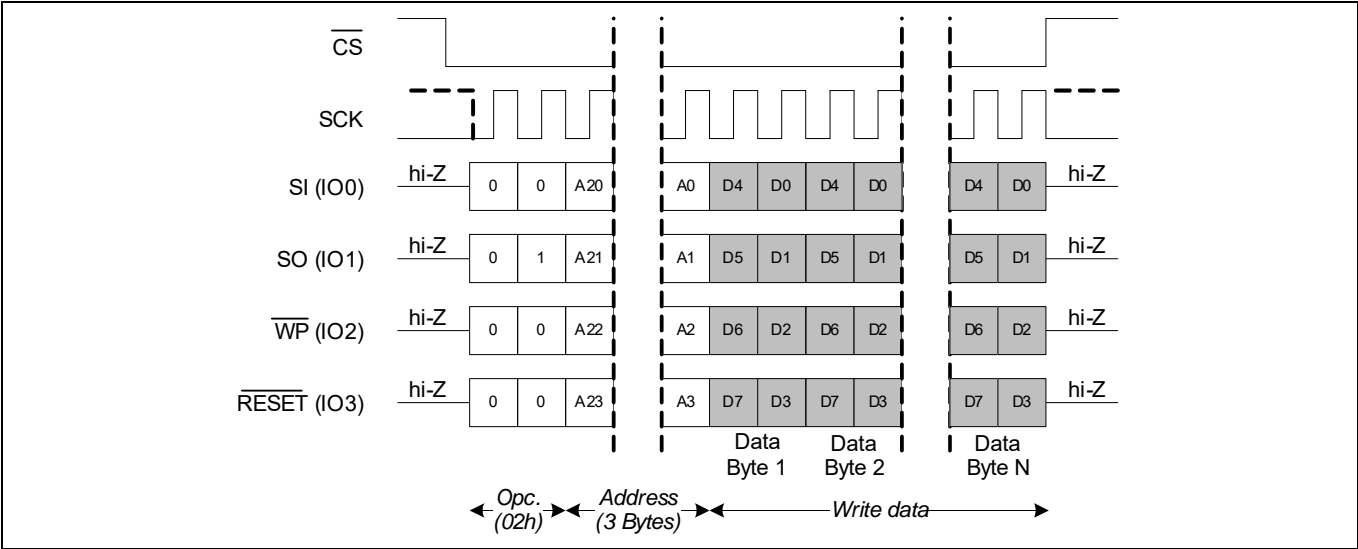 CS
SCK
SI (IO0) hi-Z 0 0 A20 A0 D4 D0 D4 D0 D4 D0 hi-Z
SO (IO1) hi-Z 0 1 A21 A1 D5 D1 D5 D1 D5 D1 hi-Z
WP (IO2) hi-Z 0 0 A22 A2 D6 D2 D6 D2 D6 D2 hi-Z
RESET (IO3) hi-Z 0 0 A23 A3 D7 D3 D7 D3 D7 D3 hi-Z
Data Data Data
Byte 1 Byte 2 Byte N
Opc. Address Write data
(02h) (3 Bytes)